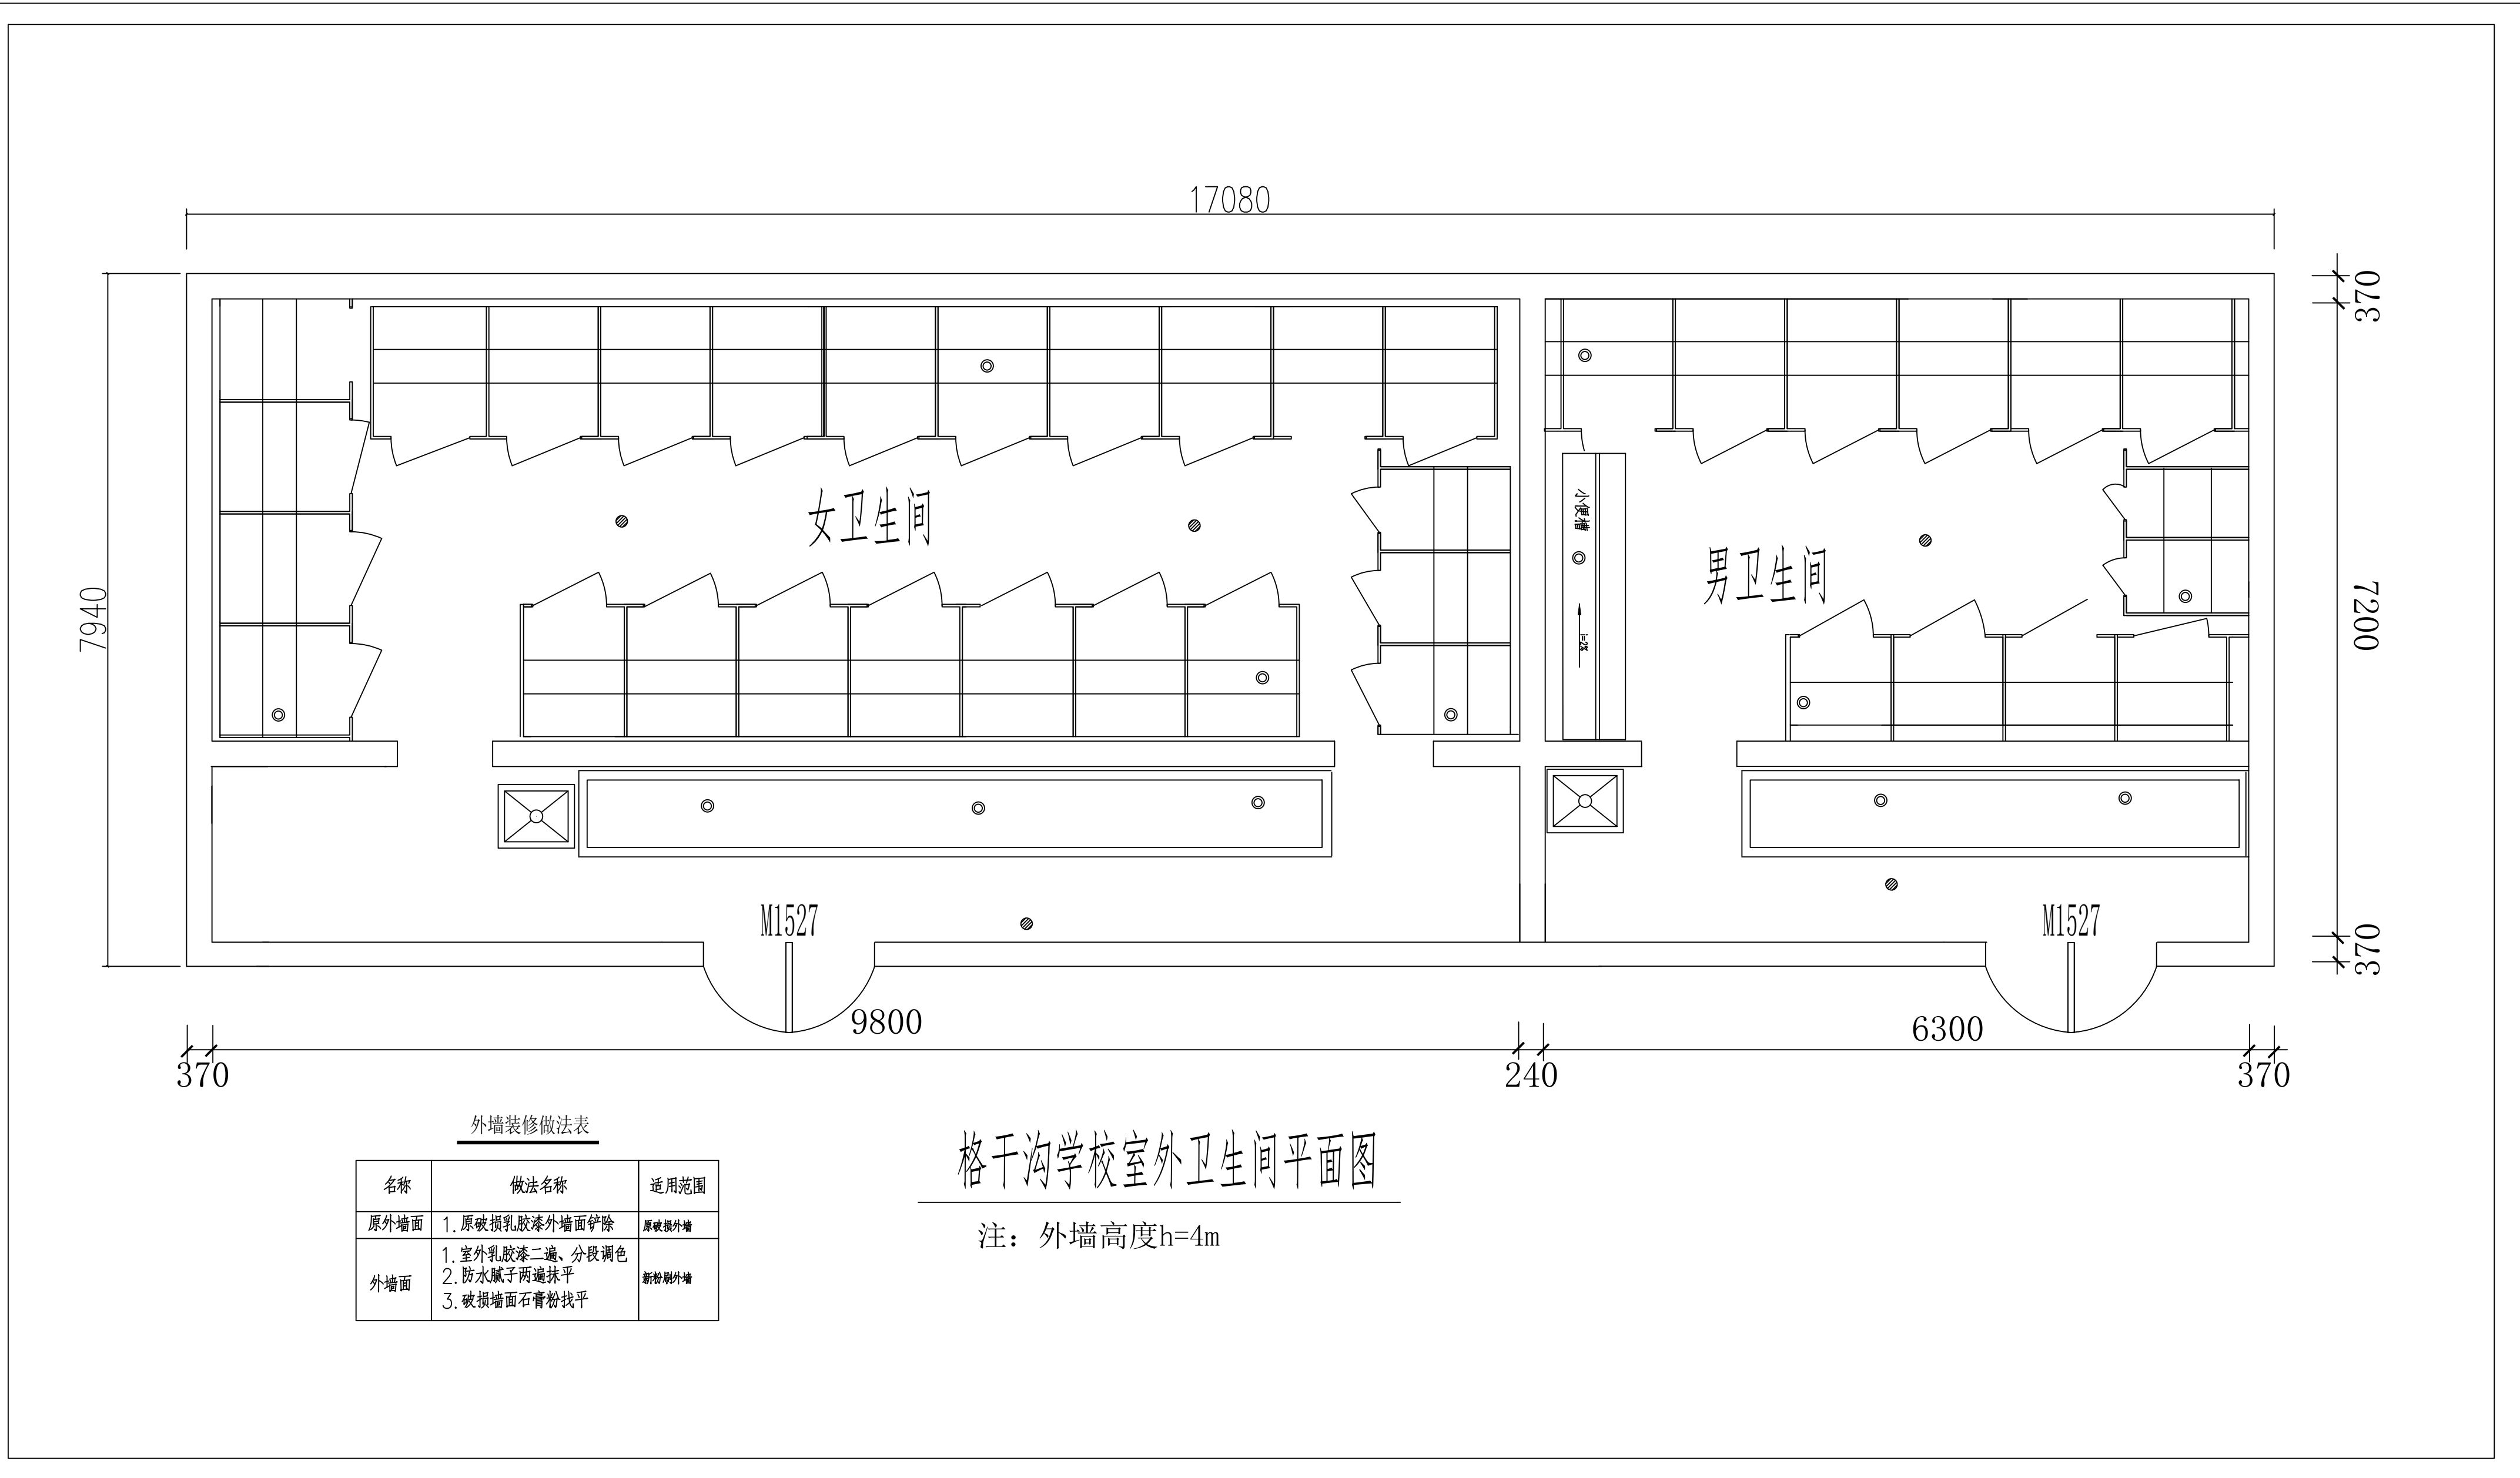 17080
370
7940
7200
370
女卫生间
男卫生间
小便槽
i=2%
M1527
M1527
9800
6300
370
240
370
外墙装修做法表
名称 做法名称 适用范围
原外墙面 1.原破损乳胶漆外墙面铲除 原破损外墙
外墙面 1.室外乳胶漆二遍、分段调色
2.防水腻子两遍抹平 新粉刷外墙
3.破损墙面石膏粉找平
格干沟学校室外卫生间平面图
注：外墙高度h=4m